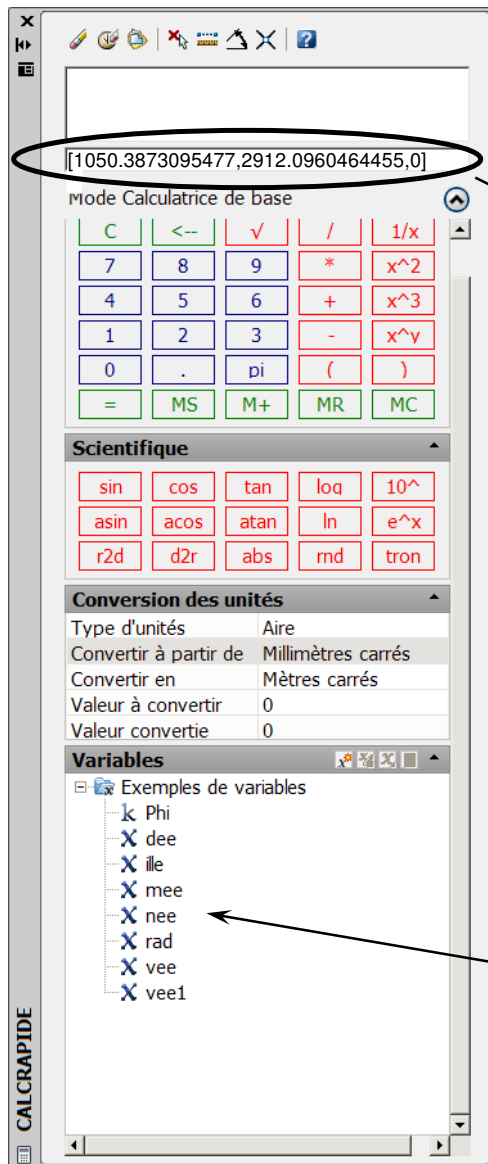 [1050.3873095477,2912.0960464455,0]
Mode Calculatrice de base
C <-- √ / 1/x
7 8 9 * x^2
4 5 6 + x^3
1 2 3 - x^y
0 . pi ( )
= MS M+ MR MC
Scientifique
sin cos tan log 10^
asin acos atan ln e^x
r2d d2r abs rnd tron
Conversion des unités
Type d'unités Aire
Convertir à partir de Millimètres carrés
Convertir en Mètres carrés
Valeur à convertir 0
Valeur convertie 0
Variables
Exemples de variables
k Phi
X dee
X ille
X mee
X nee
X rad
X vee
X vee1
CALCRAPIDE